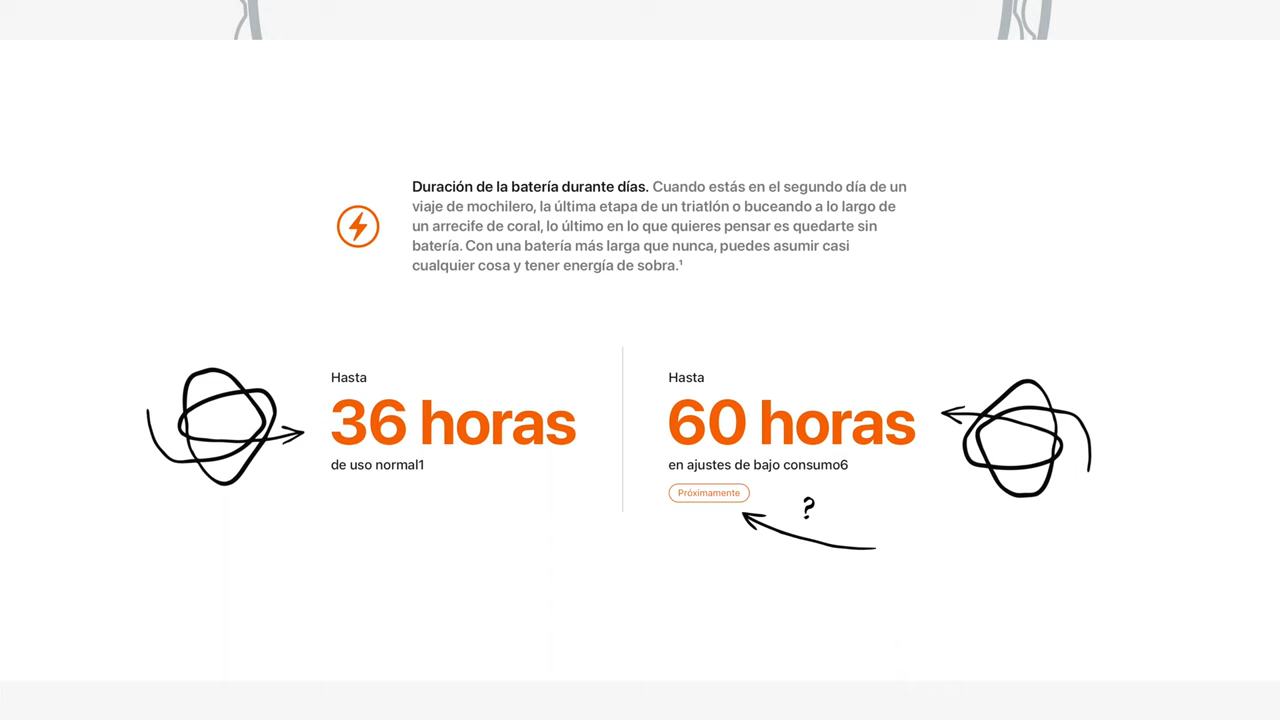 Duración de la batería durante días. Cuando estás en el segundo día de un
viaje de mochilero, la última etapa de un triatlón o buceando a lo largo de
un arrecife de coral, lo último en lo que quieres pensar es quedarte sin
batería. Con una batería más larga que nunca, puedes asumir casi
cualquier cosa y tener energía de sobra.¹
Hasta
36 horas
de uso normal1
Hasta
60 horas
en ajustes de bajo consumo6
Próximamente
?